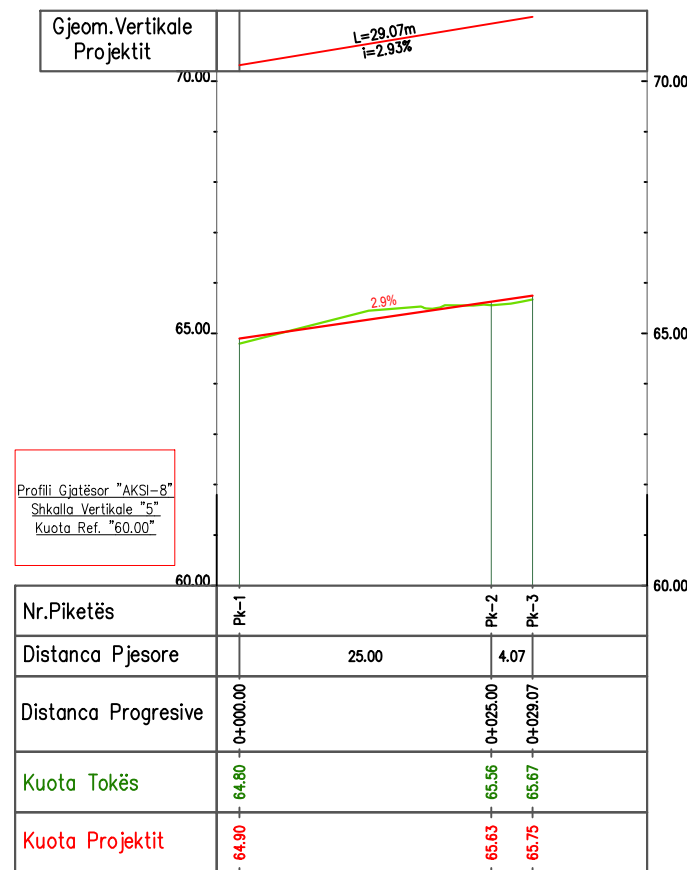 Gjeom.Vertikale
Projektit
L=29.07m
i=2.93%
70.00
70.00
2.9%
65.00
65.00
Profili Gjatësor "AKSI-8"
Shkalla Vertikale "5"
Kuota Ref. "60.00"
60.00
60.00
Nr.Piketës
Pk-1
Pk-2
Pk-3
Distanca Pjesore
25.00
4.07
Distanca Progresive
0+000.00
0+025.00
0+029.07
Kuota Tokës
64.80
65.56
65.67
Kuota Projektit
64.90
65.63
65.75